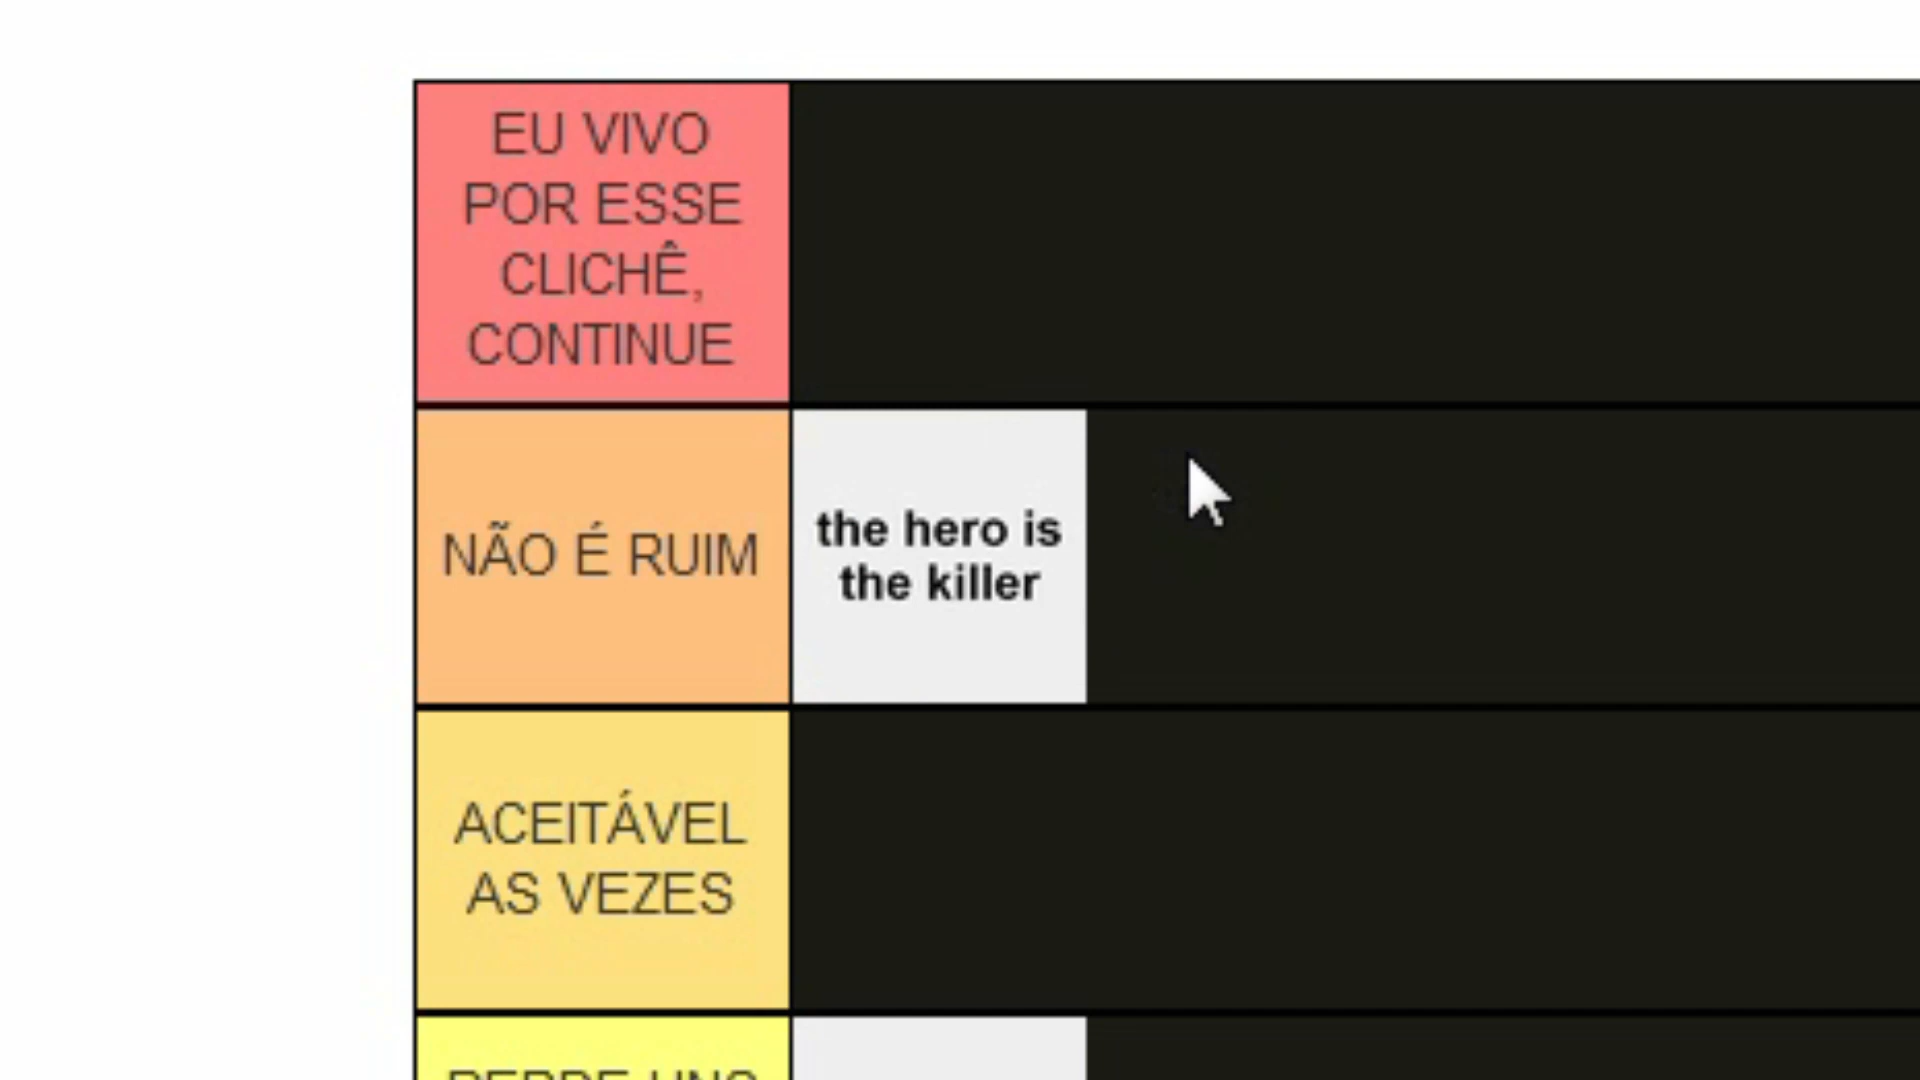 EU VIVO
POR ESSE
CLICHÊ,
CONTINUE
NÃO É RUIM
the hero is
the killer
ACEITÁVEL
AS VEZES